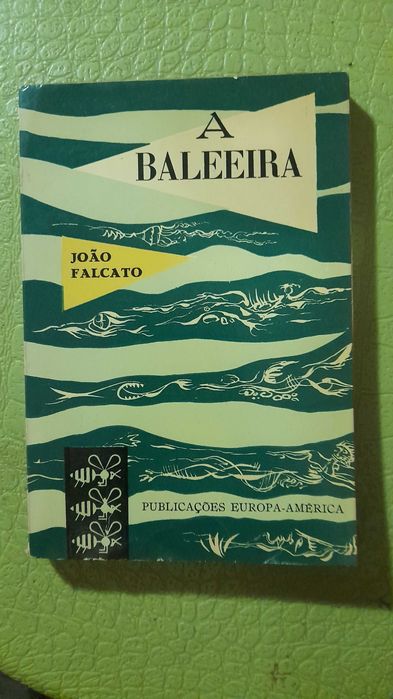 A
BALEEIRA
JOÃO
FALCATO
PUBLICAÇÕES EUROPA-AMÉRICA